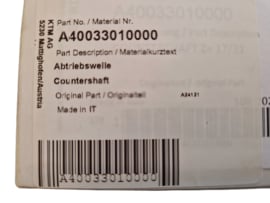 KTM AG
5230 Mattighofen/Austria
Part No. / Material Nr.
A40033010000
Part Description / Materialkurztext
Abtriebswelle
Countershaft
Original Part / Originalteil
Made in IT
A40033010000